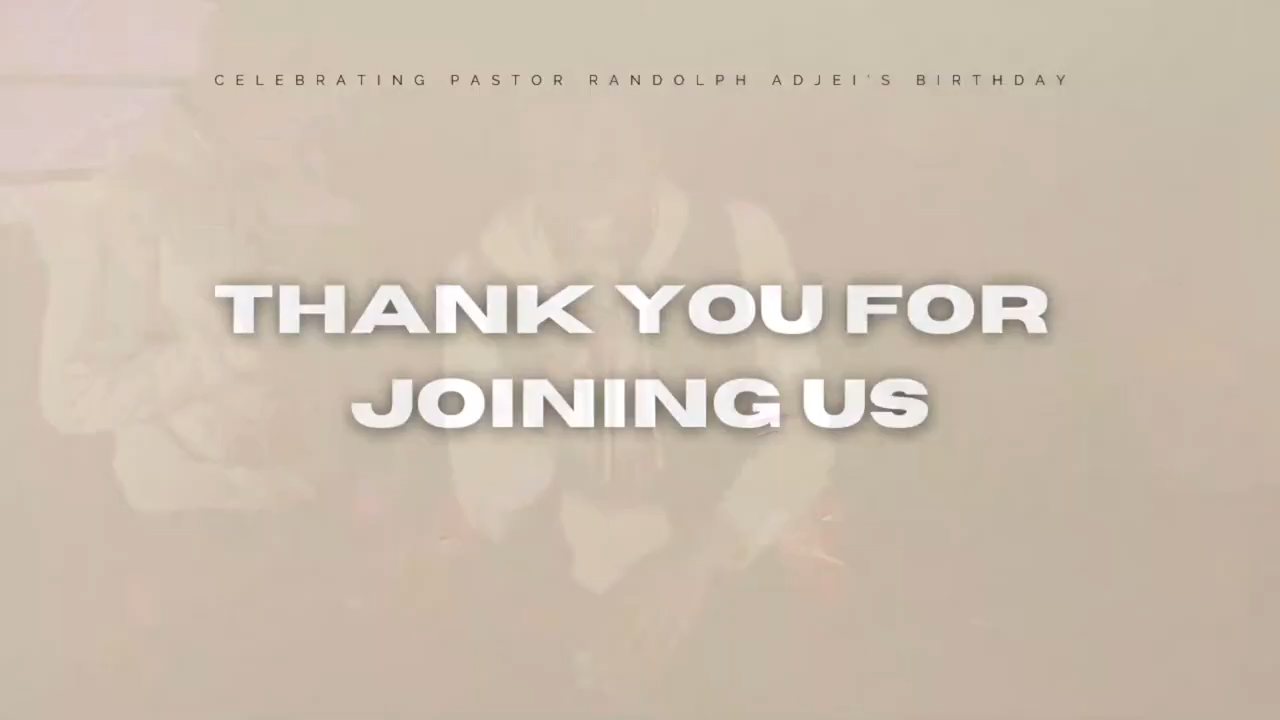 CELEBRATING PASTOR RANDOLPH ADJEI'S BIRTHDAY
THANK YOU FOR
JOINING US